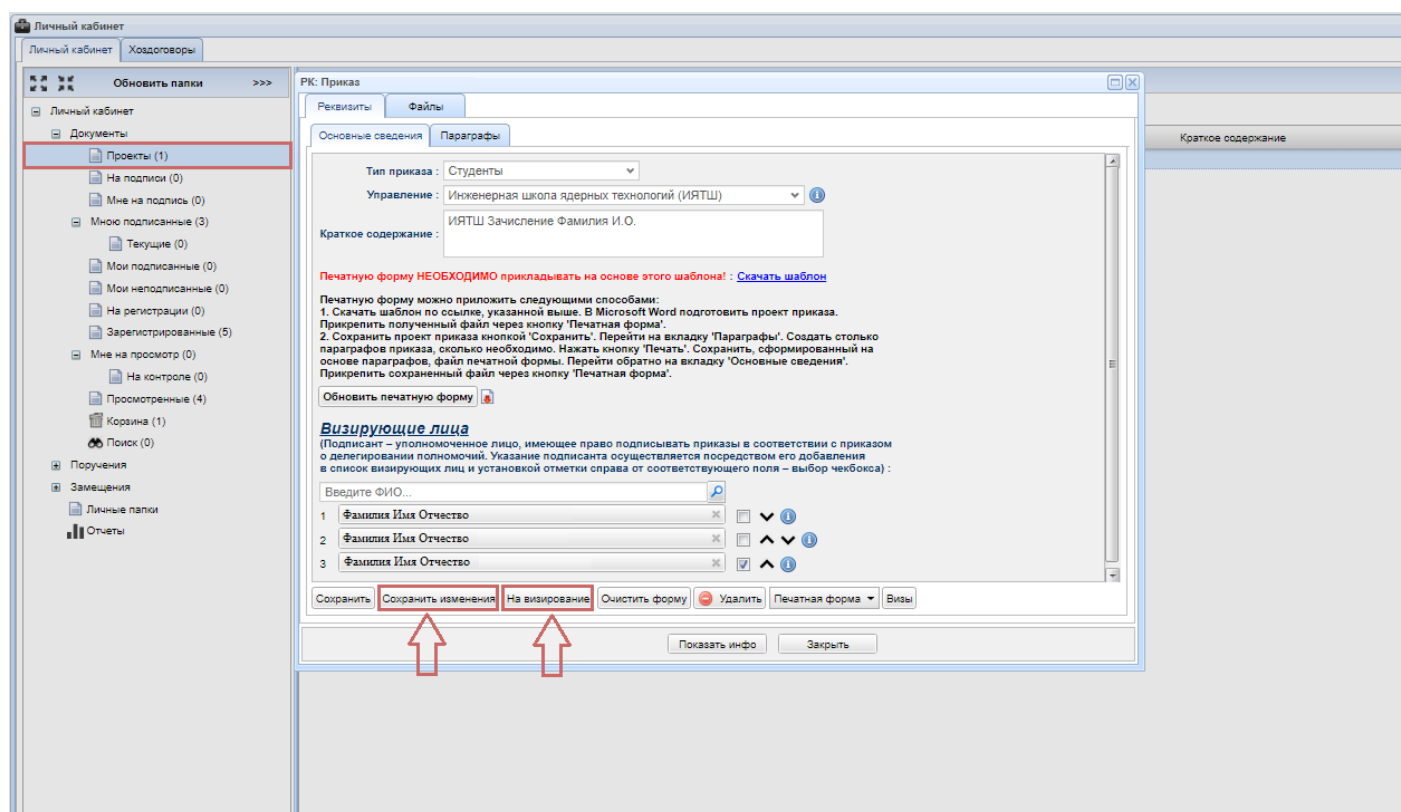 Личный кабинет
Личный кабинет Хоздоговоры
Обновить папки >>>
Личный кабинет
Документы
Проекты (1)
На подписи (0)
Мне на подпись (0)
Мною подписанные (3)
Текущие (0)
Мои подписанные (0)
Мои неподписанные (0)
На регистрации (0)
Зарегистрированные (5)
Мне на просмотр (0)
На контроле (0)
Просмотренные (4)
Корзина (1)
Поиск (0)
Поручения
Замещения
Личные папки
Отчеты
РК: Приказ
Реквизиты Файлы
Основные сведения Параграфы
Тип приказа : Студенты
Управление : Инженерная школа ядерных технологий (ИЯТШ)
Краткое содержание : ИЯТШ Зачисление Фамилия И.О.
Печатную форму НЕОБХОДИМО прикладывать на основе этого шаблона! : Скачать шаблон
Печатную форму можно приложить следующими способами:
1. Скачать шаблон по ссылке, указанной выше. В Microsoft Word подготовить проект приказа.
Прикрепить полученный файл через кнопку 'Печатная форма'.
2. Сохранить проект приказа кнопкой 'Сохранить'. Перейти на вкладку 'Параграфы'. Создать столько
параграфов приказа, сколько необходимо. Нажать кнопку 'Печать'. Сохранить, сформированный на
основе параграфов, файл печатной формы. Перейти обратно на вкладку 'Основные сведения'.
Прикрепить сохраненный файл через кнопку 'Печатная форма'.
Обновить печатную форму
Визирующие лица
(Подписант – уполномоченное лицо, имеющее право подписывать приказы в соответствии с приказом
о делегировании полномочий. Указание подписанта осуществляется посредством его добавления
в список визирующих лиц и установкой отметки справа от соответствующего поля – выбор чекбокса) :
Введите ФИО...
1 Фамилия Имя Отчество
2 Фамилия Имя Отчество
3 Фамилия Имя Отчество
Сохранить Сохранить изменения На визирование Очистить форму Удалить Печатная форма Визы
Показать инфо Закрыть
Краткое содержание